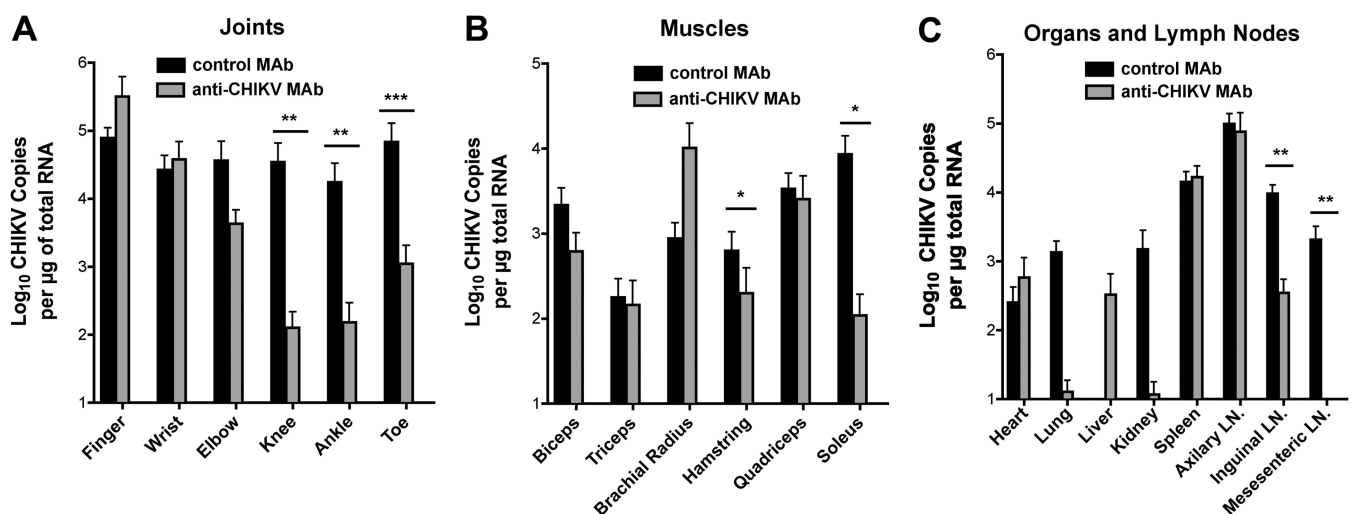 A
Joints
control MAb
anti-CHIKV MAb
Log10 CHIKV Copies
per µg of total RNA
6
5
4
3
2
1
**
**
***
Finger
Wrist
Elbow
Knee
Ankle
Toe
B
Muscles
control MAb
anti-CHIKV MAb
Log10 CHIKV Copies
per µg total RNA
5
4
3
2
1
*
*
Biceps
Triceps
Brachial Radius
Hamstring
Quadriceps
Soleus
C
Organs and Lymph Nodes
control MAb
anti-CHIKV MAb
Log10 CHIKV Copies
per µg total RNA
6
5
4
3
2
1
**
**
Heart
Lung
Liver
Kidney
Spleen
Axilary LN.
Inguinal LN.
Mesesenteric LN.